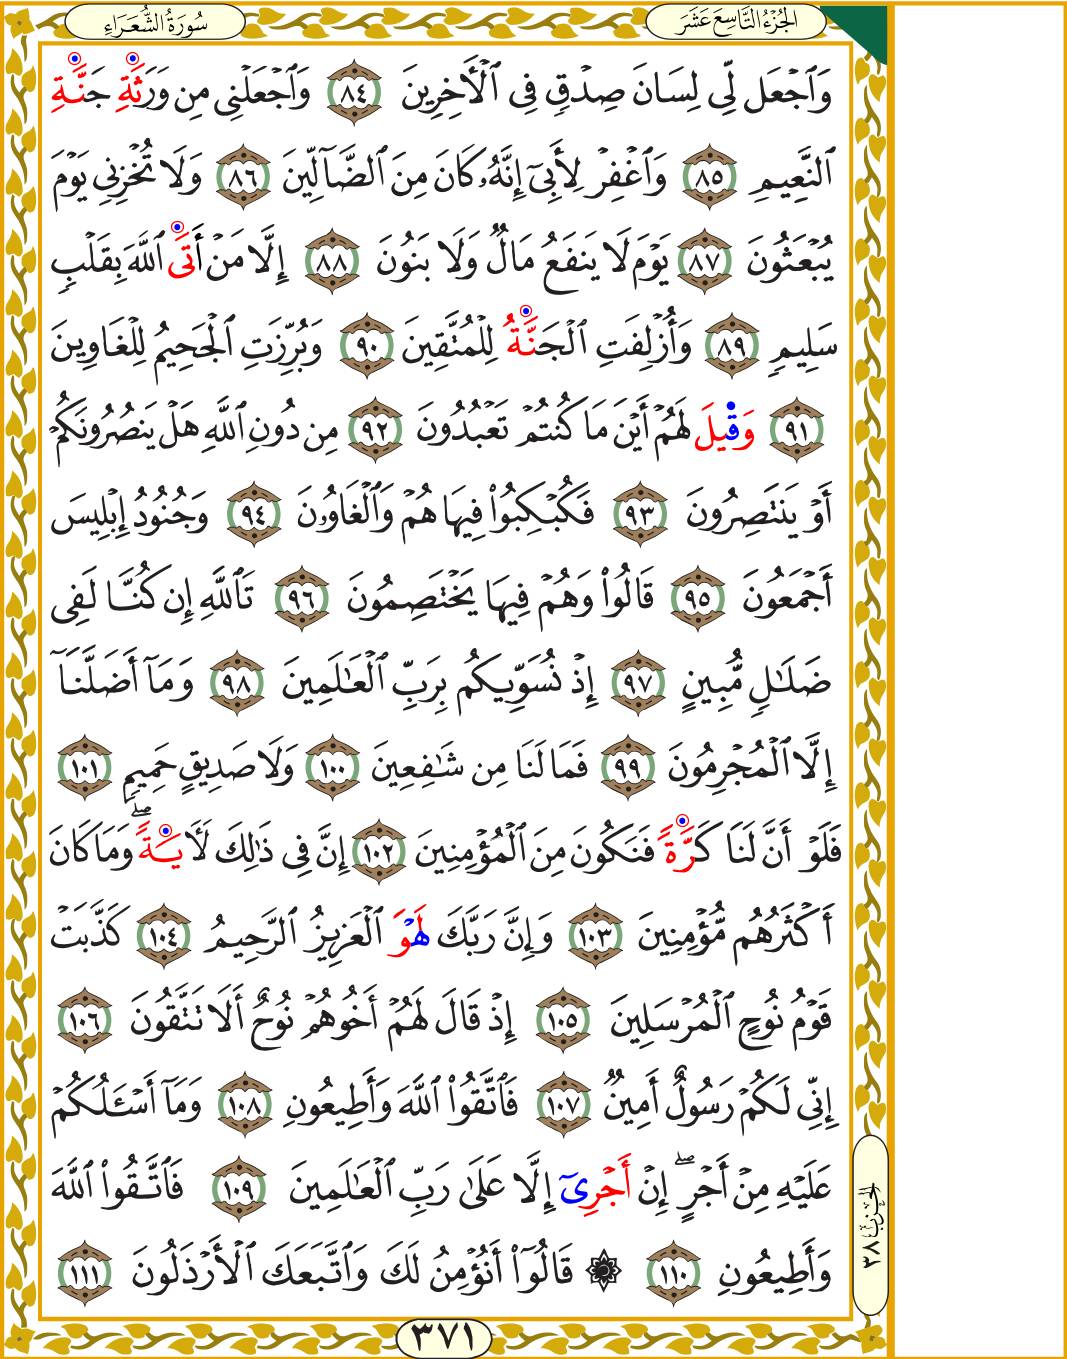 الجُزْءُ التَّاسِعَ عَشَرَ
سُورَةُ الشُّعَرَاءِ
وَٱجْعَل لِّي لِسَانَ صِدْقٍ فِي ٱلْأَخِرِينَ ٨٤ وَٱجْعَلْنِي مِن وَرَثَةِ جَنَّةِ
ٱلنَّعِيمِ ٨٥ وَٱغْفِرْ لِأَبِيٓ إِنَّهُۥ كَانَ مِنَ ٱلضَّآلِّينَ ٨٦ وَلَا تُخْزِنِي يَوْمَ
يُبْعَثُونَ ٨٧ يَوْمَ لَا يَنفَعُ مَالٌ وَلَا بَنُونَ ٨٨ إِلَّا مَنْ أَتَى ٱللَّهَ بِقَلْبٍ
سَلِيمٍ ٨٩ وَأُزْلِفَتِ ٱلْجَنَّةُ لِلْمُتَّقِينَ ٩٠ وَبُرِّزَتِ ٱلْجَحِيمُ لِلْغَاوِينَ
٩١ وَقِيلَ لَهُمْ أَيْنَ مَا كُنتُمْ تَعْبُدُونَ ٩٢ مِن دُونِ ٱللَّهِ هَلْ يَنصُرُونَكُمْ
أَوْ يَنتَصِرُونَ ٩٣ فَكُبْكِبُوا۟ فِيهَا هُمْ وَٱلْغَاوُۥنَ ٩٤ وَجُنُودُ إِبْلِيسَ
أَجْمَعُونَ ٩٥ قَالُوا۟ وَهُمْ فِيهَا يَخْتَصِمُونَ ٩٦ تَٱللَّهِ إِن كُنَّا لَفِي
ضَلَٰلٍ مُّبِينٍ ٩٧ إِذْ نُسَوِّيكُم بِرَبِّ ٱلْعَٰلَمِينَ ٩٨ وَمَآ أَضَلَّنَآ
إِلَّا ٱلْمُجْرِمُونَ ٩٩ فَمَا لَنَا مِن شَٰفِعِينَ ١٠٠ وَلَا صَدِيقٍ حَمِيمٍ ١٠١
فَلَوْ أَنَّ لَنَا كَرَّةً فَنَكُونَ مِنَ ٱلْمُؤْمِنِينَ ١٠٢ إِنَّ فِي ذَٰلِكَ لَأٓيَةًۖ وَمَا كَانَ
أَكْثَرُهُم مُّؤْمِنِينَ ١٠٣ وَإِنَّ رَبَّكَ لَهْوَ ٱلْعَزِيزُ ٱلرَّحِيمُ ١٠٤ كَذَّبَتْ
قَوْمُ نُوحٍ ٱلْمُرْسَلِينَ ١٠٥ إِذْ قَالَ لَهُمْ أَخُوهُمْ نُوحٌ أَلَا تَتَّقُونَ ١٠٦
إِنِّي لَكُمْ رَسُولٌ أَمِينٌ ١٠٧ فَٱتَّقُوا۟ ٱللَّهَ وَأَطِيعُونِ ١٠٨ وَمَآ أَسْـَٔلُكُمْ
عَلَيْهِ مِنْ أَجْرٍۖ إِنْ أَجْرِيٓ إِلَّا عَلَىٰ رَبِّ ٱلْعَٰلَمِينَ ١٠٩ فَٱتَّقُوا۟ ٱللَّهَ
وَأَطِيعُونِ ١١٠ ۞ قَالُوٓا۟ أَنُؤْمِنُ لَكَ وَٱتَّبَعَكَ ٱلْأَرْذَلُونَ ١١١
الحزب ٣٨
٣٧١